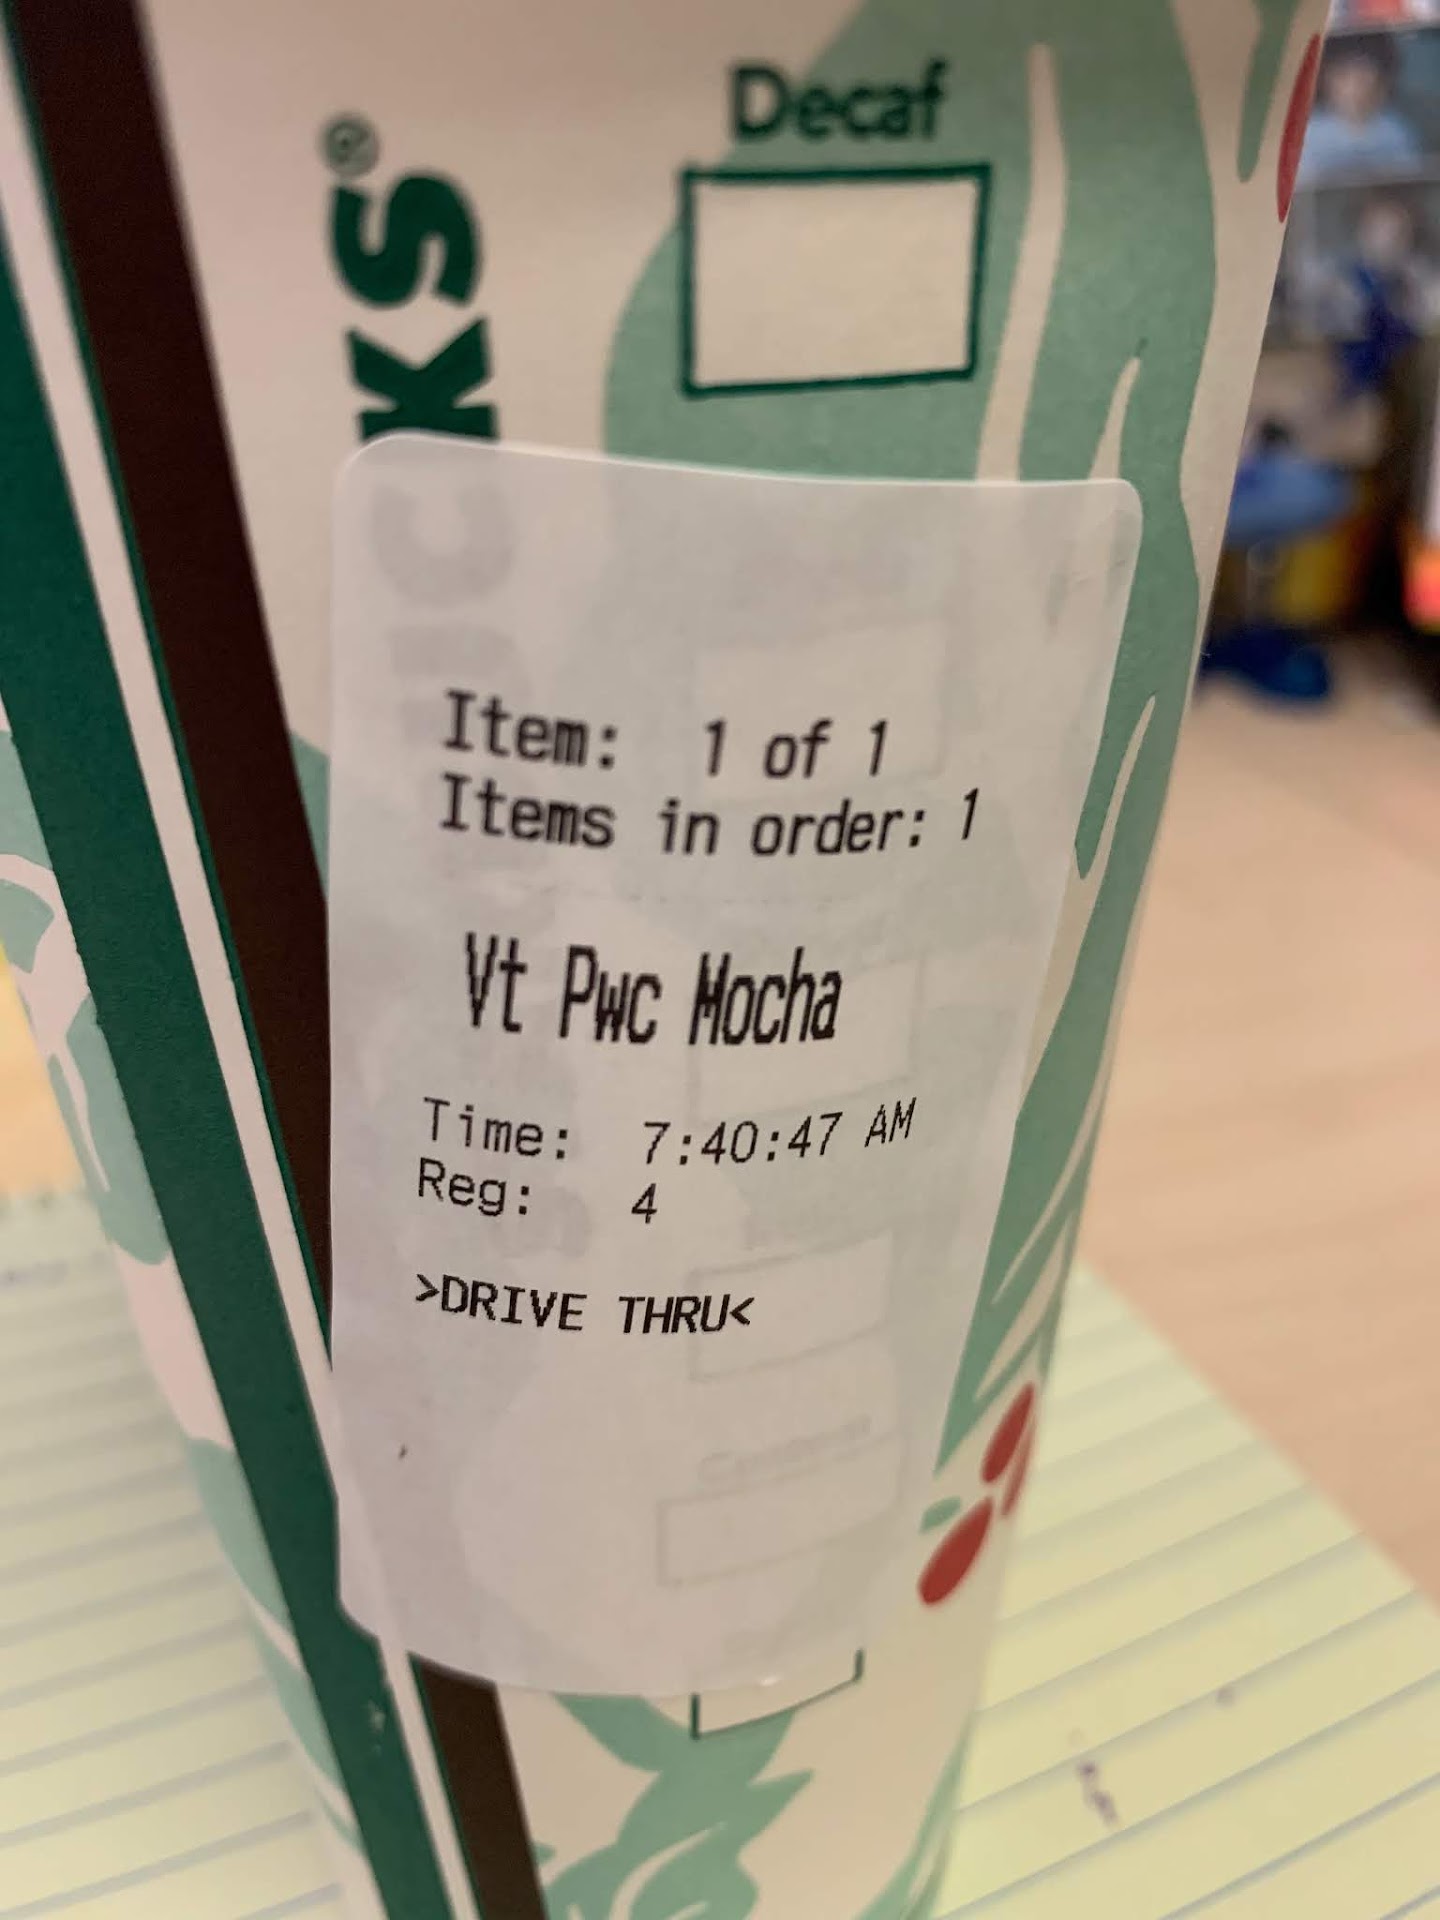 Decaf
CKS®
Item: 1 of 1
Items in order: 1
Vt Pwc Mocha
Time: 7:40:47 AM
Reg: 4
>DRIVE THRU<